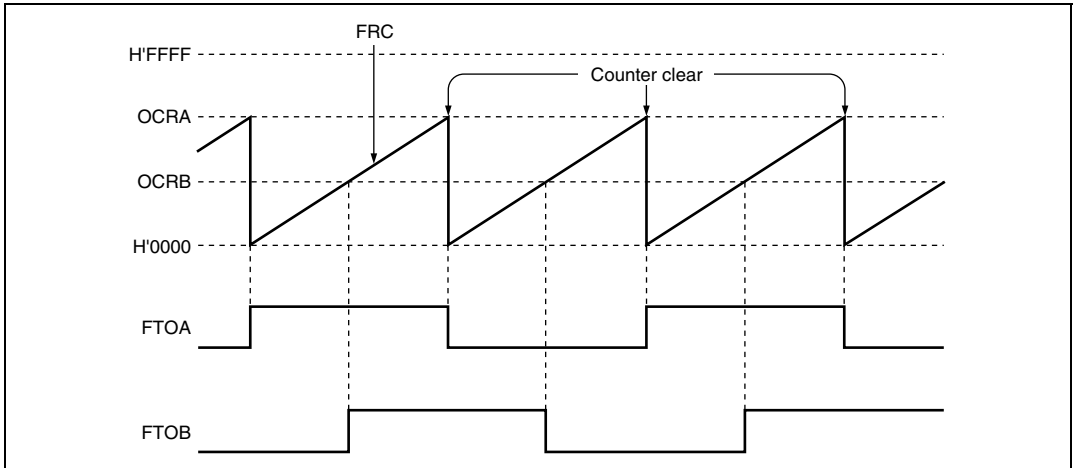 FRC
H'FFFF
Counter clear
OCRA
OCRB
H'0000
FTOA
FTOB